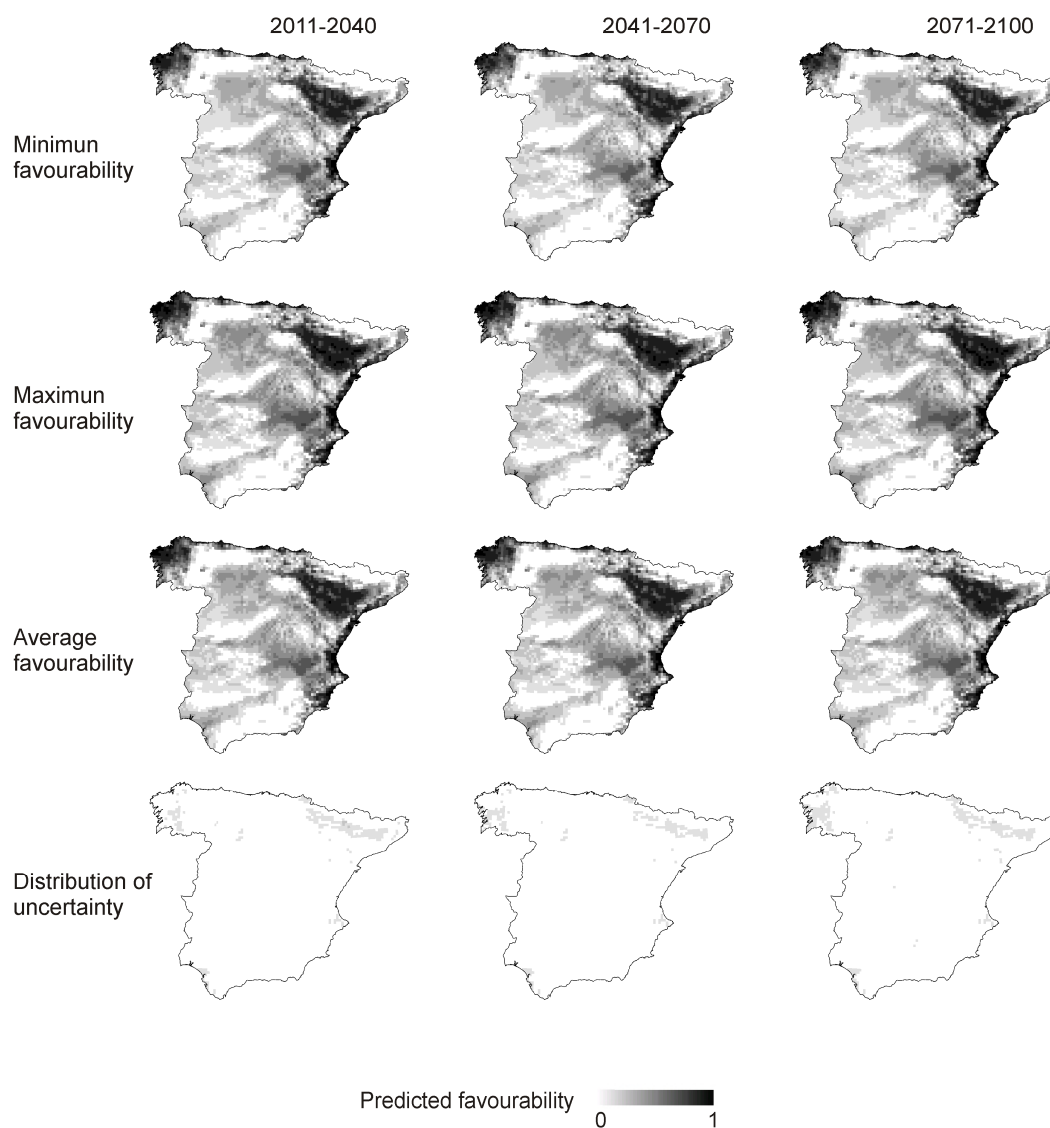 2011-2040
2041-2070
2071-2100
Minimun
favourability
Maximun
favourability
Average
favourability
Distribution of
uncertainty
Predicted favourability
0
1